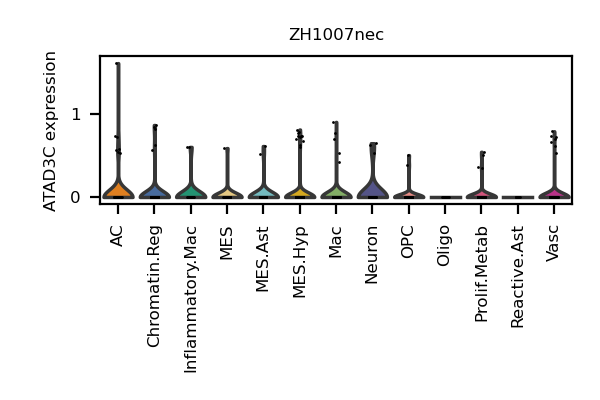 ZH1007nec
ATAD3C expression
1
0
AC
Chromatin.Reg
Inflammatory.Mac
MES
MES.Ast
MES.Hyp
Mac
Neuron
OPC
Oligo
Prolif.Metab
Reactive.Ast
Vasc